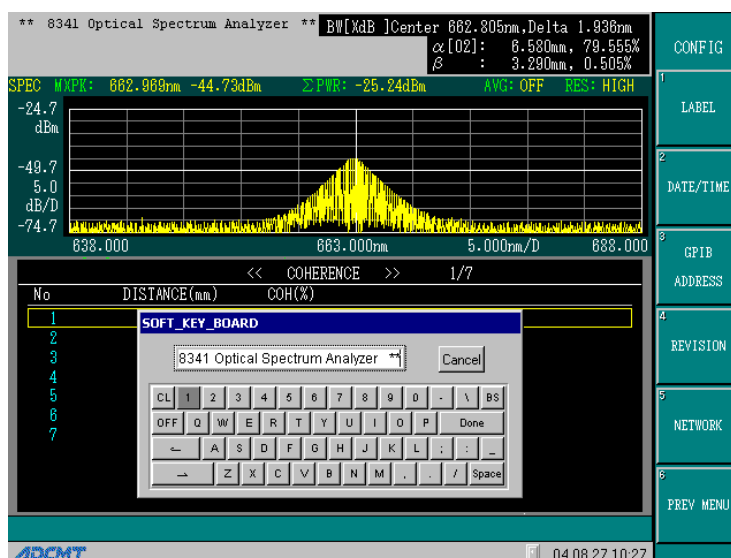 ** 8341 Optical Spectrum Analyzer **
BW[XdB ]Center 662.805nm,Delta 1.936nm
α[02]: 6.580nm, 79.555%
β : 3.290nm, 0.505%
SPEC MXPK: 662.969nm -44.73dBm ΣPWR: -25.24dBm AVG: OFF RES: HIGH
-24.7
dBm
-49.7
5.0
dB/D
-74.7
638.000 663.000nm 5.000nm/D 688.000
<< COHERENCE >> 1/7
No DISTANCE(mm) COH(%)
1
2
3
4
5
6
7
SOFT_KEY_BOARD
8341 Optical Spectrum Analyzer **
Cancel
CL 1 2 3 4 5 6 7 8 9 0 - \ BS
OFF Q W E R T Y U I O P Done
← A S D F G H J K L ; : _
→ Z X C V B N M , . / Space
ADCMT
04.08.27 10:27
CONFIG
1
LABEL
2
DATE/TIME
3
GPIB
ADDRESS
4
REVISION
5
NETWORK
6
PREV MENU